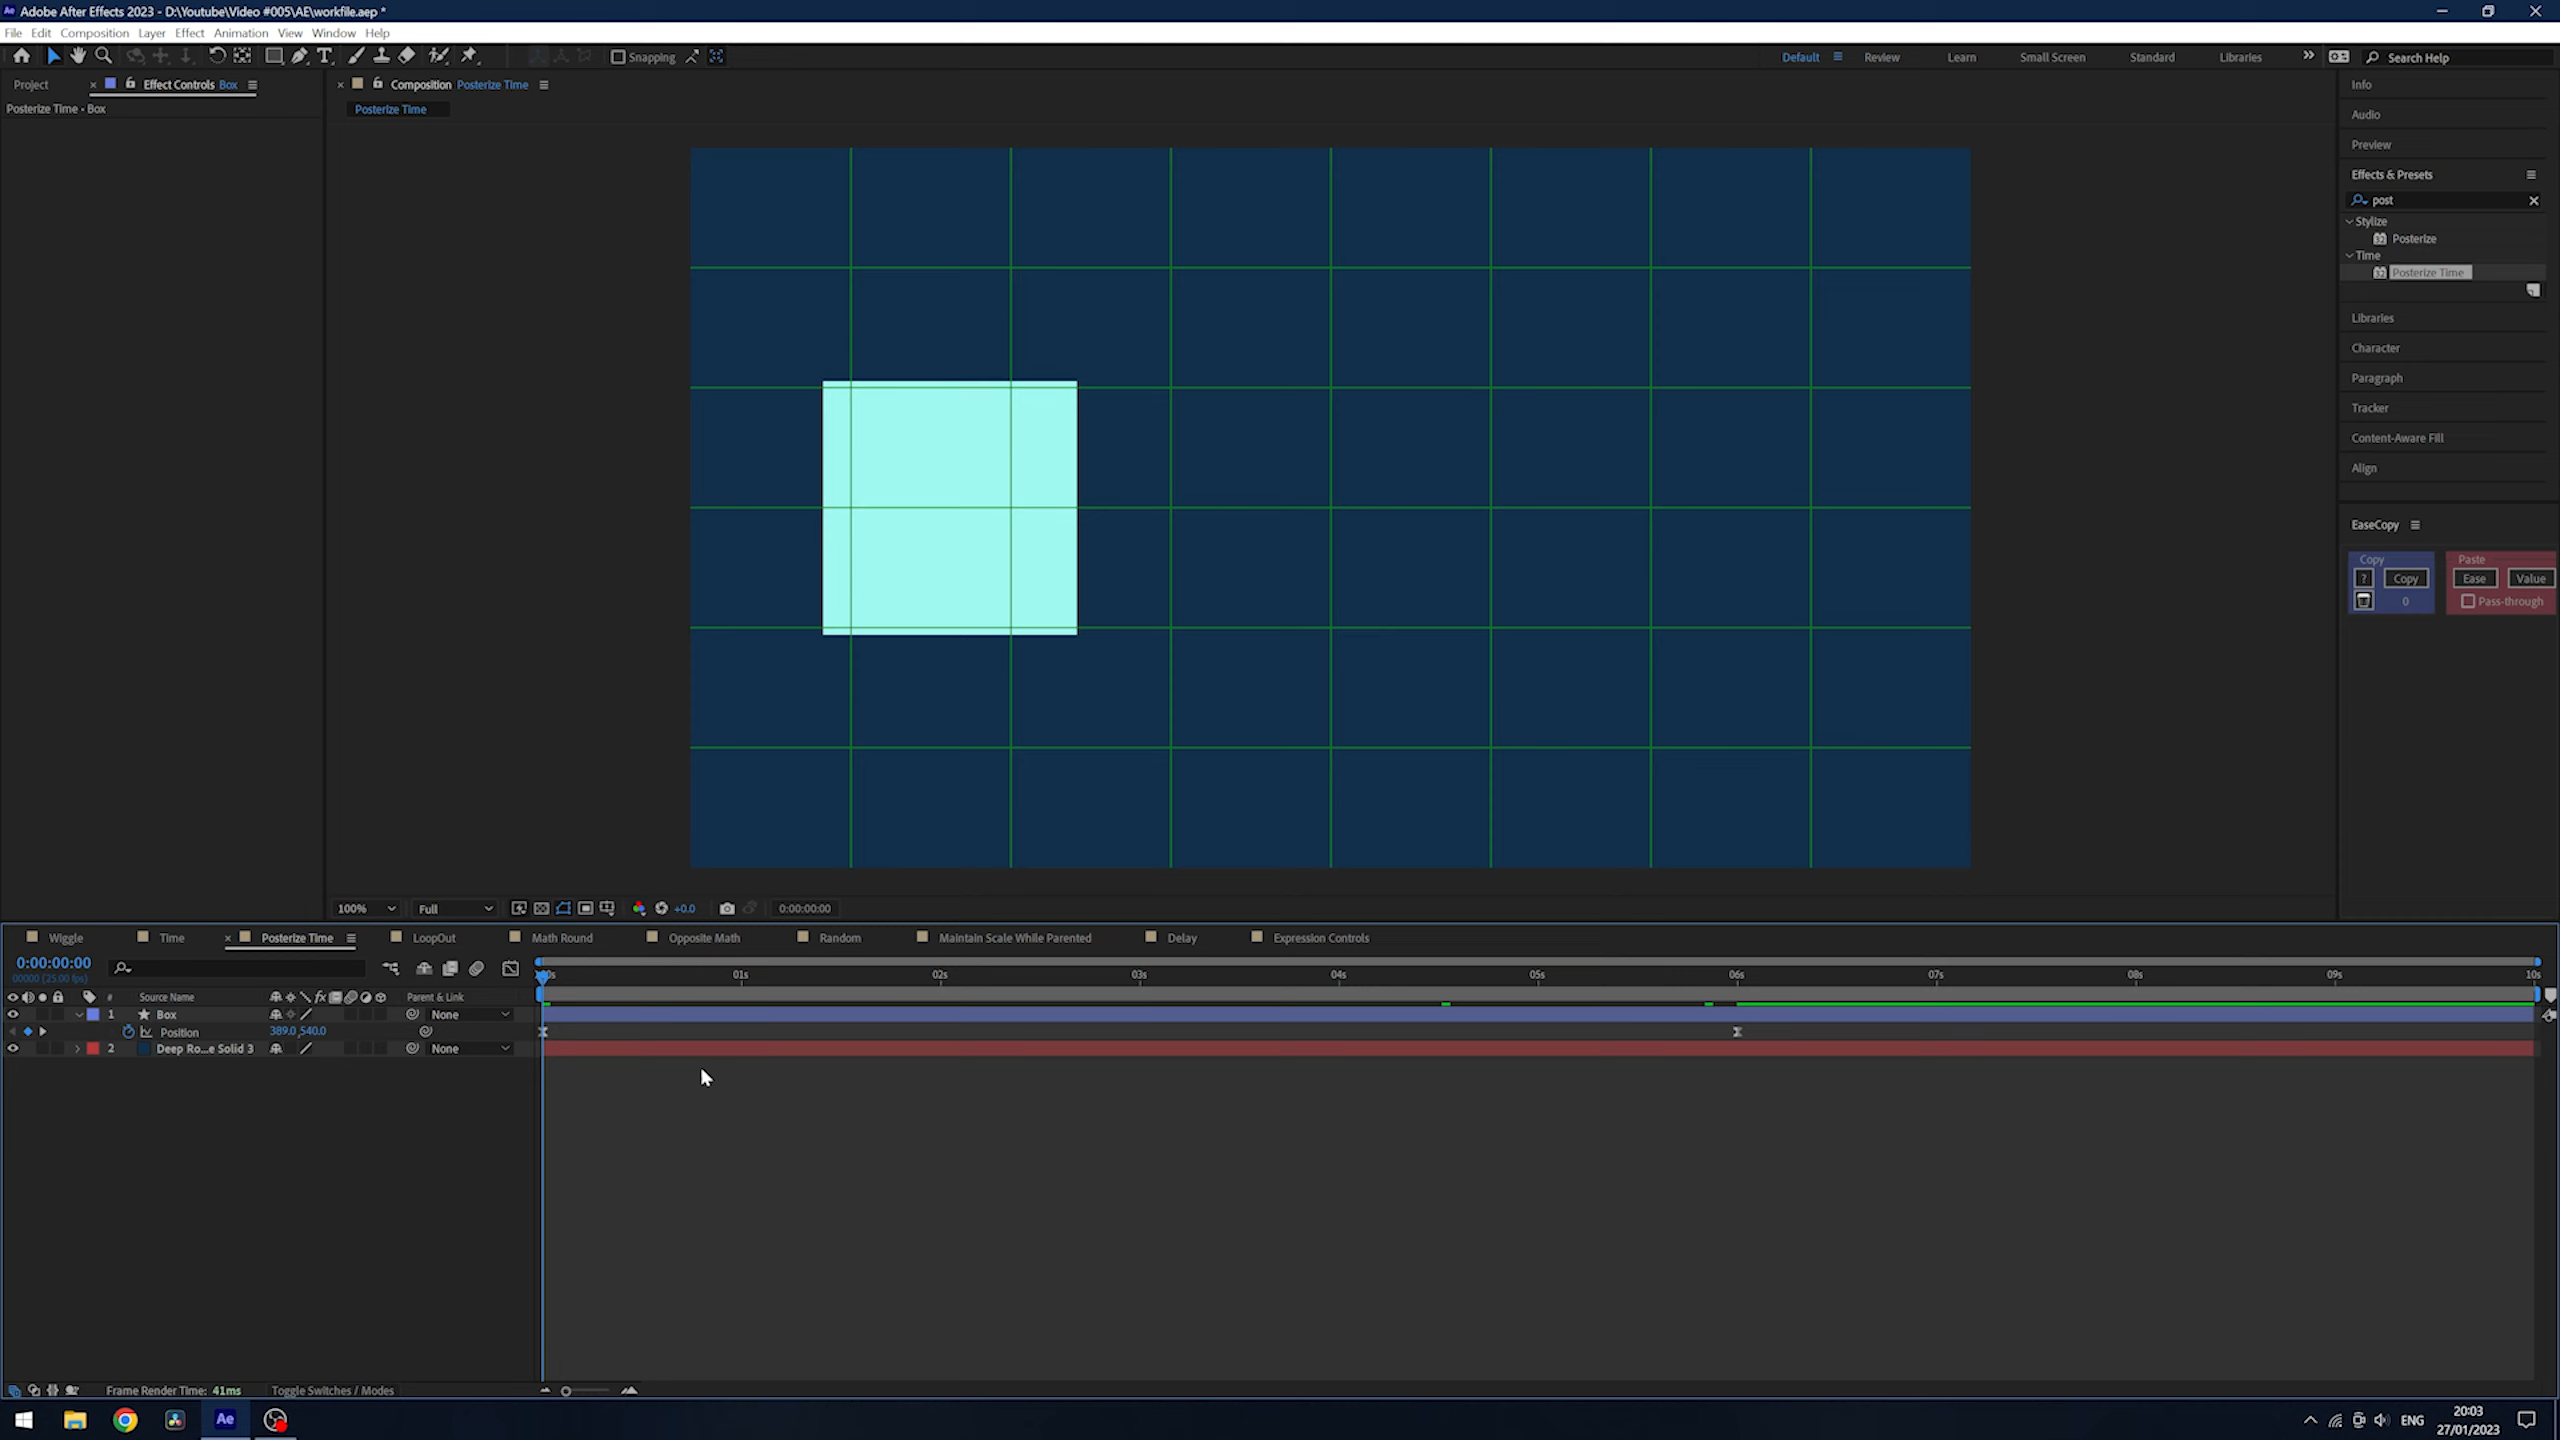 Adobe After Effects 2023 - D:\Youtube\Video #005\AE\workfile.aep *
File Edit Composition Layer Effect Animation View Window Help
Snapping
Default Review Learn Small Screen Standard Libraries Search Help
Project Effect Controls Box
Posterize Time • Box
Composition Posterize Time
Posterize Time
Info
Audio
Preview
Effects & Presets
post
Stylize
Posterize
Time
Posterize Time
Libraries
Character
Paragraph
Tracker
Content-Aware Fill
Align
EaseCopy
Copy Paste
? Copy Ease Value
0 Pass-through
100% Full +0.0 0:00:00:00
Wiggle Time Posterize Time LoopOut Math Round Opposite Math Random Maintain Scale While Parented Delay Expression Controls
0:00:00:00
00000 (25.00 fps)
01s 02s 03s 04s 05s 06s 07s 08s 09s 10s
# Source Name Parent & Link
1 Box None
Position 389.0,540.0
2 Deep Ro...e Solid 3 None
Frame Render Time: 41ms Toggle Switches / Modes
Ae
ENG
20:03
27/01/2023